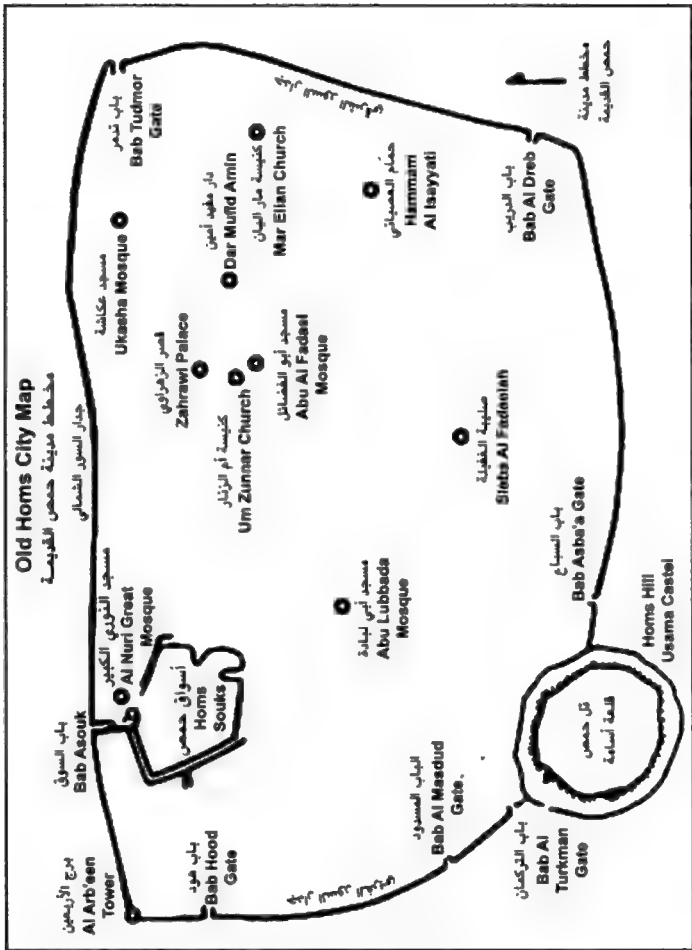 Old Homs City Map
مخطط مدينة حمص القديمة
جدار السور الشمالي
برج الأربعين
Al Arb'een
Tower
باب السوق
Bab Asouk
مسجد النوري الكبير
Al Nuri Great
Mosque
مسجد عكاشة
Ukasha Mosque
باب تدمر
Bab Tudmor
Gate
باب هود
Bab Hood
Gate
أسواق حمص
Homs
Souks
قصر الزهراوي
Zahrawi Palace
دار مفيد أمين
Dar Mufid Amin
كنيسة أم الزنار
Um Zunnar Church
كنيسة مار اليان
Mar Elian Church
مسجد أبو الفضائل
Abu Al Fadael
Mosque
مسجد أبي لبادة
Abu Lubbada
Mosque
حمام العصياتي
Hammam
Al Isayyati
الباب المسدود
Bab Al Masdud
Gate
صليبة
Sleba Al Fadaelah
باب التركمان
Bab Al
Turkman
Gate
باب السباع
Bab Asba'a Gate
باب الدريب
Bab Al Dreb
Gate
تل حمص
قلعة أسامة
Homs Hill
Usama Castel
مخطط مدينة
حمص القديمة